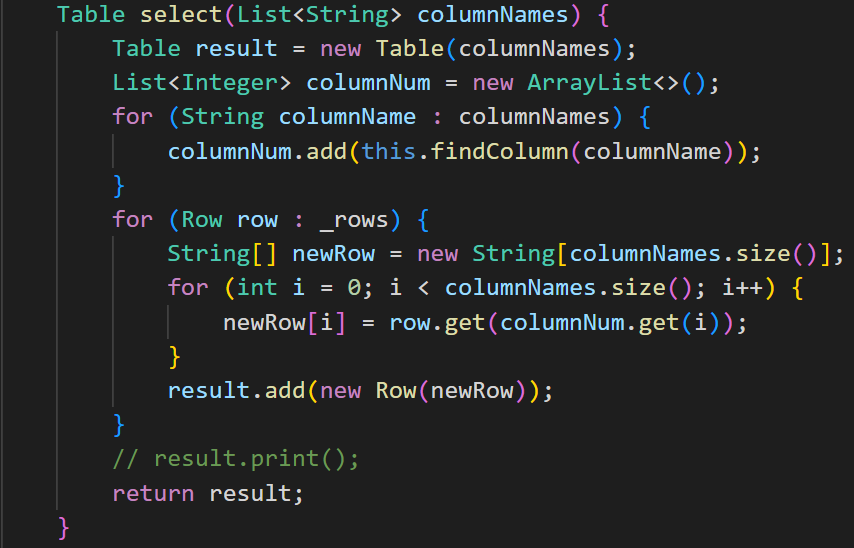 Table select(List<String> columnNames) {
    Table result = new Table(columnNames);
    List<Integer> columnNum = new ArrayList<>();
    for (String columnName : columnNames) {
        columnNum.add(this.findColumn(columnName));
    }
    for (Row row : _rows) {
        String[] newRow = new String[columnNames.size()];
        for (int i = 0; i < columnNames.size(); i++) {
            newRow[i] = row.get(columnNum.get(i));
        }
        result.add(new Row(newRow));
    }
    // result.print();
    return result;
}